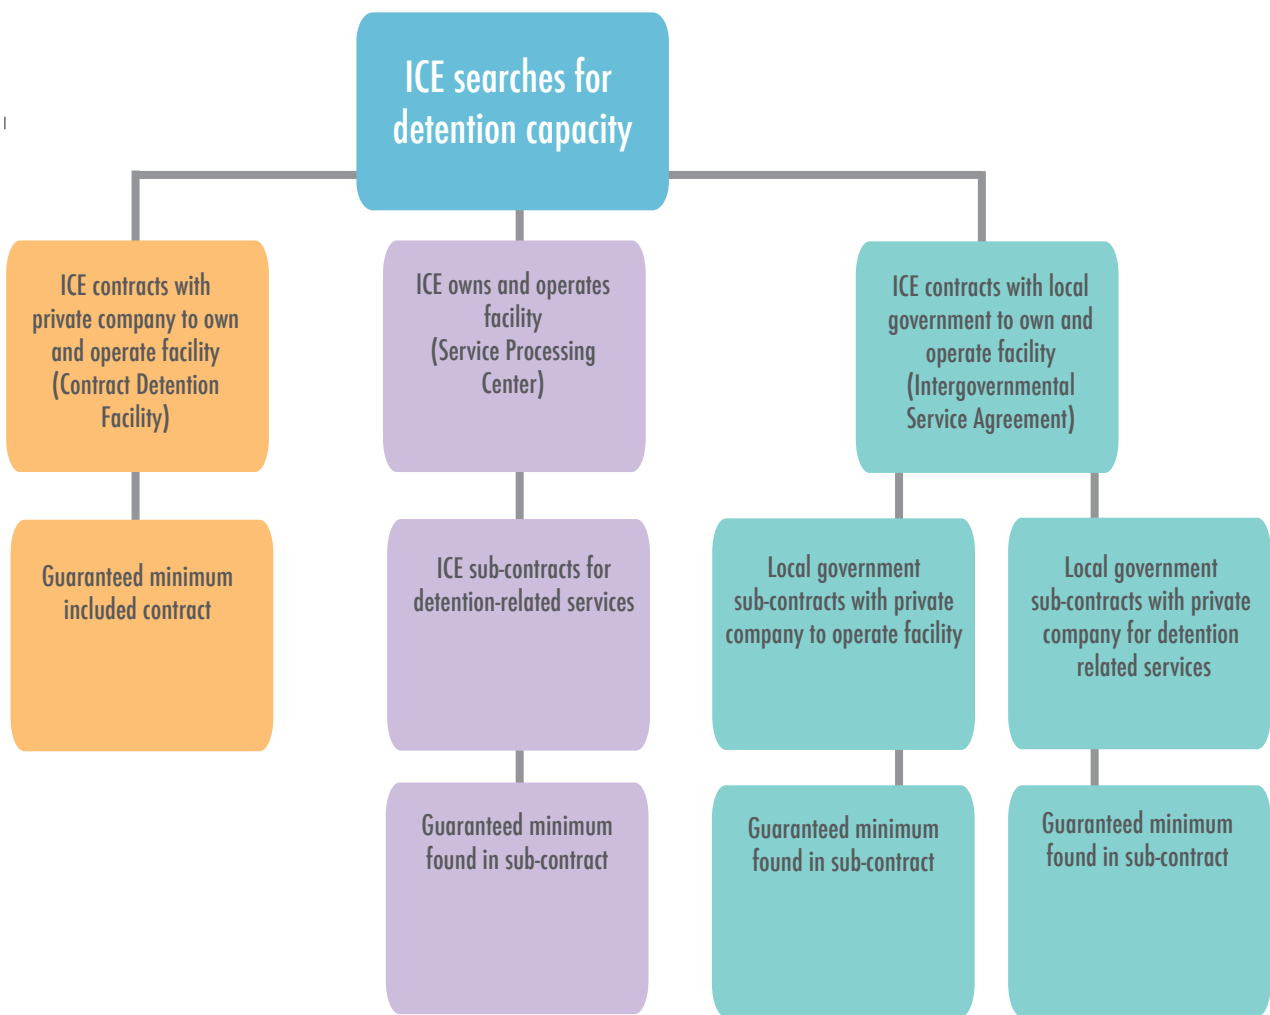 ICE searches for
detention capacity
ICE contracts with
private company to own
and operate facility
(Contract Detention
Facility)
ICE owns and operates
facility
(Service Processing
Center)
ICE contracts with local
government to own and
operate facility
(Intergovernmental
Service Agreement)
Guaranteed minimum
included contract
ICE sub-contracts for
detention-related services
Local government
sub-contracts with private
company to operate facility
Local government
sub-contracts with private
company for detention
related services
Guaranteed minimum
found in sub-contract
Guaranteed minimum
found in sub-contract
Guaranteed minimum
found in sub-contract